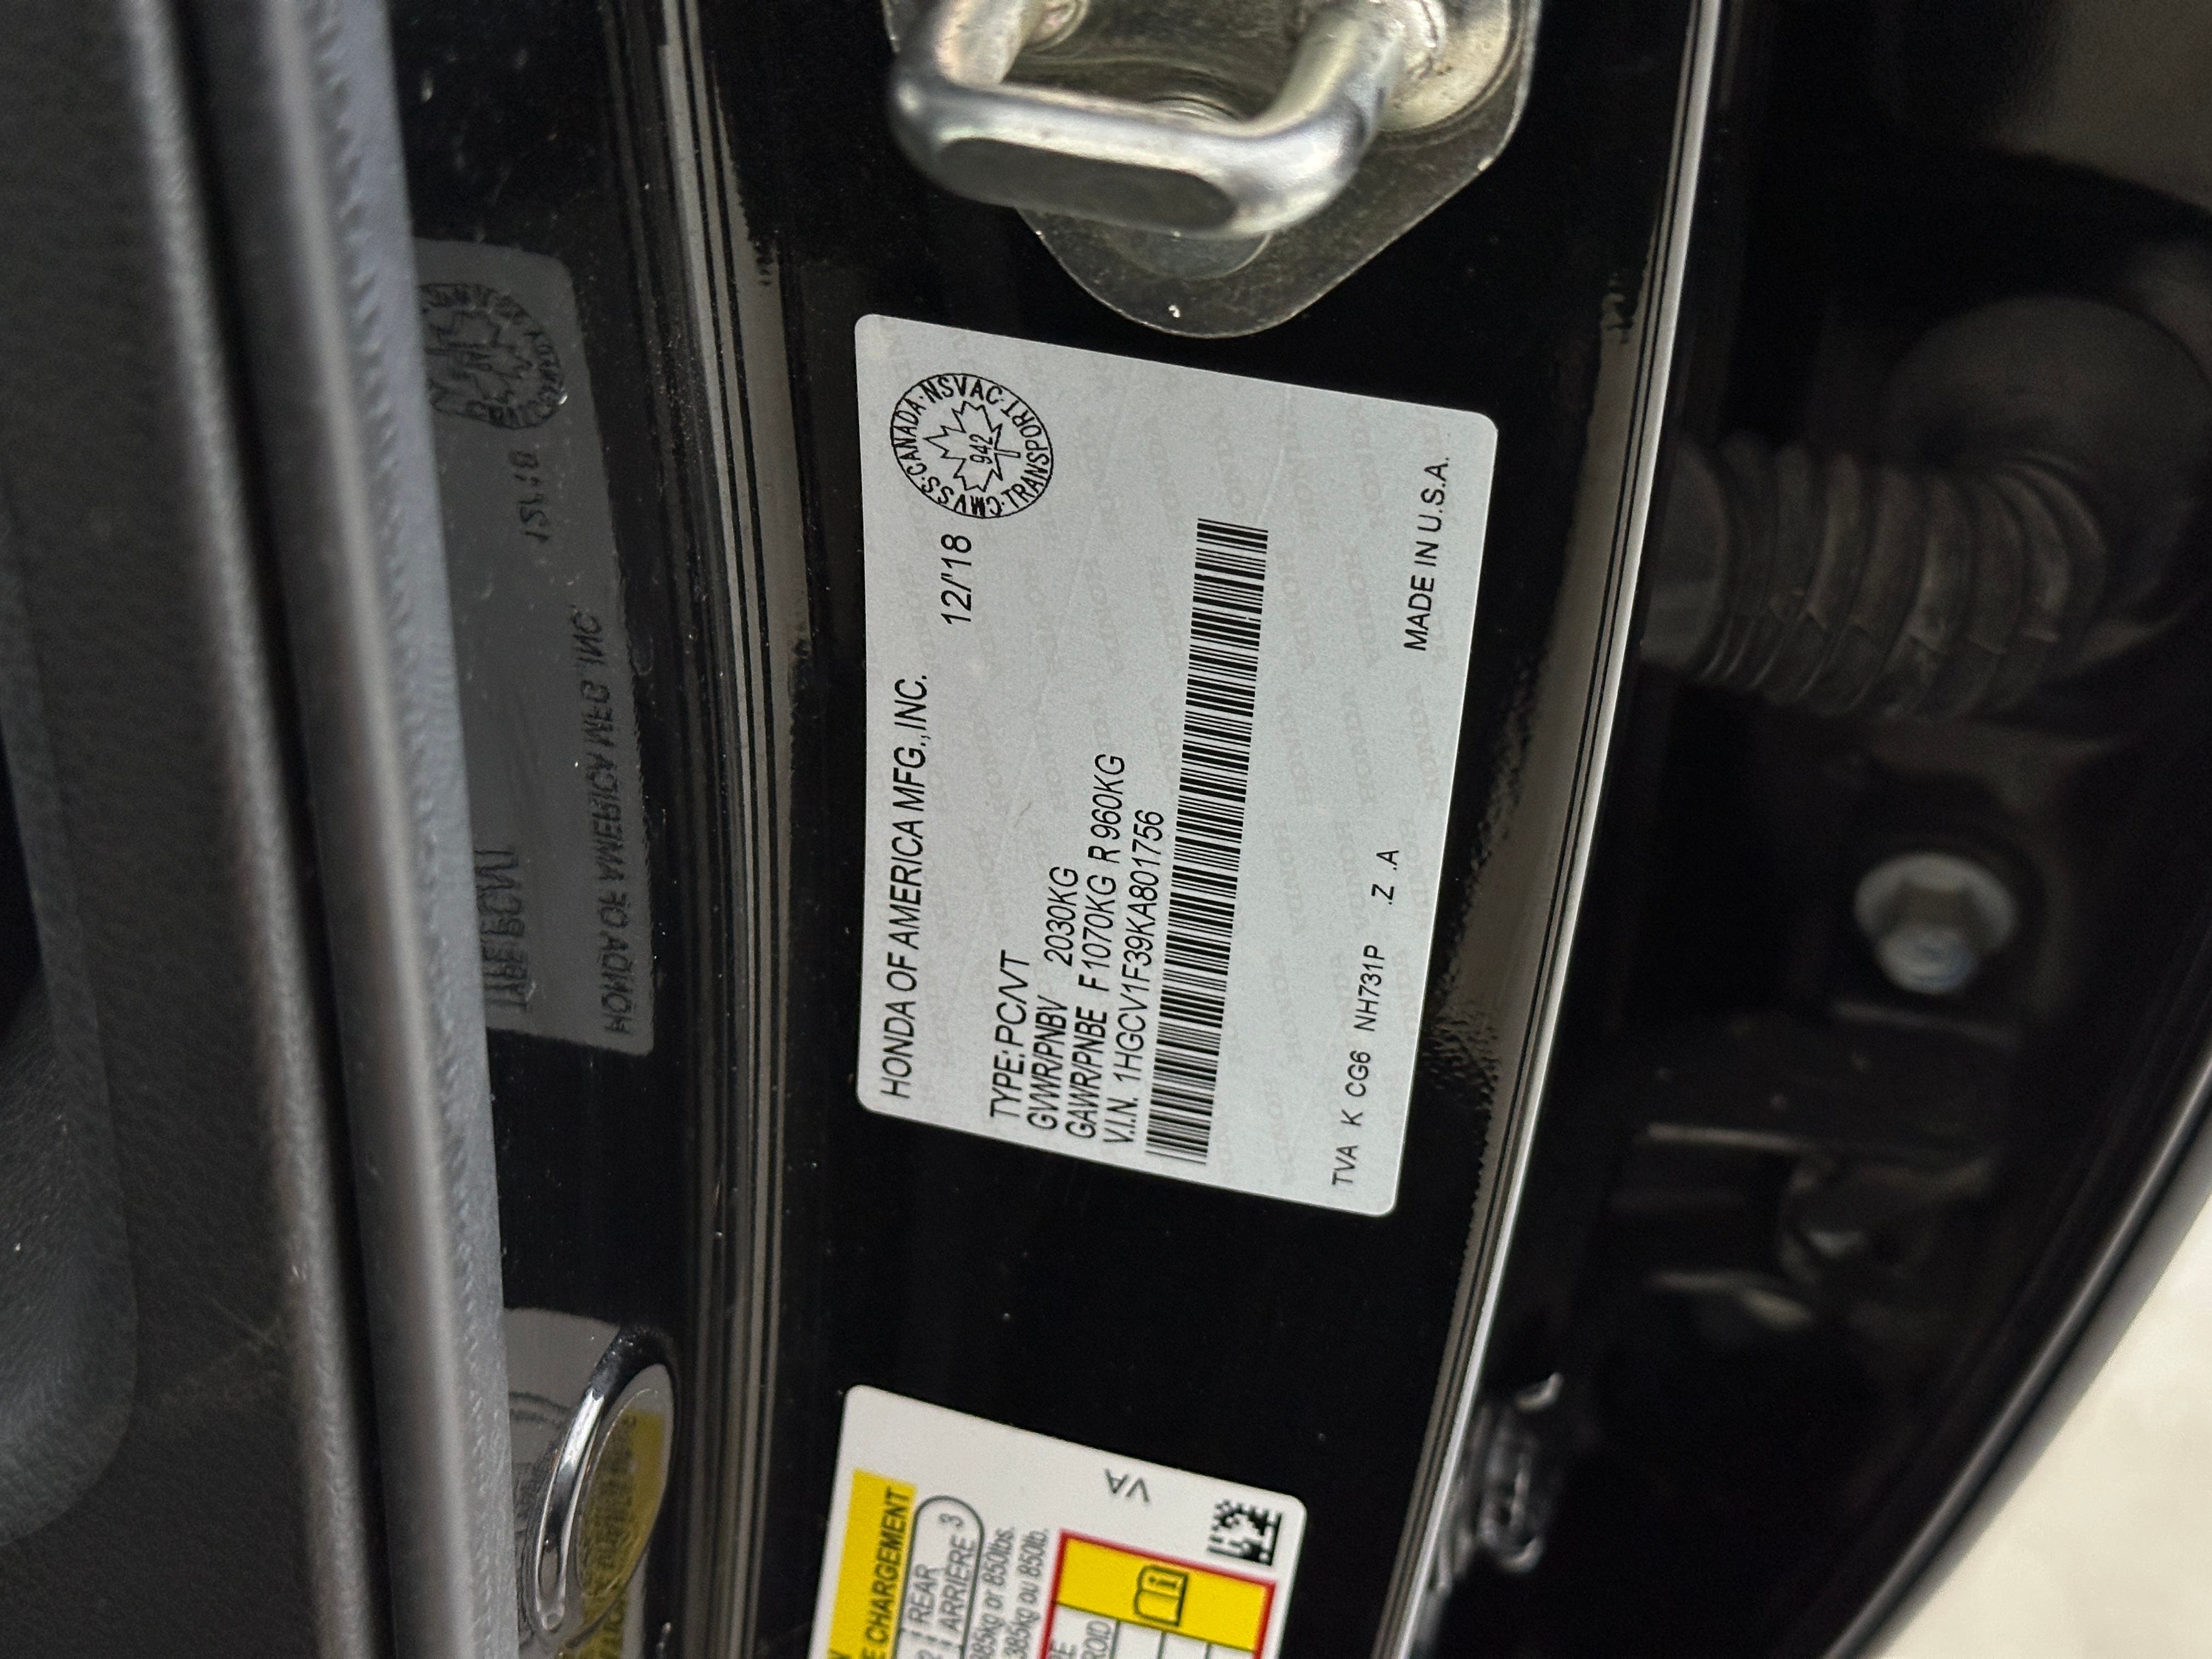 HONDA OF AMERICA MFG.,INC.
12/'18
CMVSS·CANADA·NSVAC·TRANSPORT
942
TYPE: PC/VT
GVWR/PNBV 2030KG
GAWR/PNBE F 1070KG R 960KG
V.I.N. 1HGCV1F39KA801756
TVA K CG6 NH731P .Z .A
MADE IN U.S.A.
CHARGEMENT
REAR
ARRIÈRE 3
385kg or 850lbs.
385kg ou 850lb.
VA